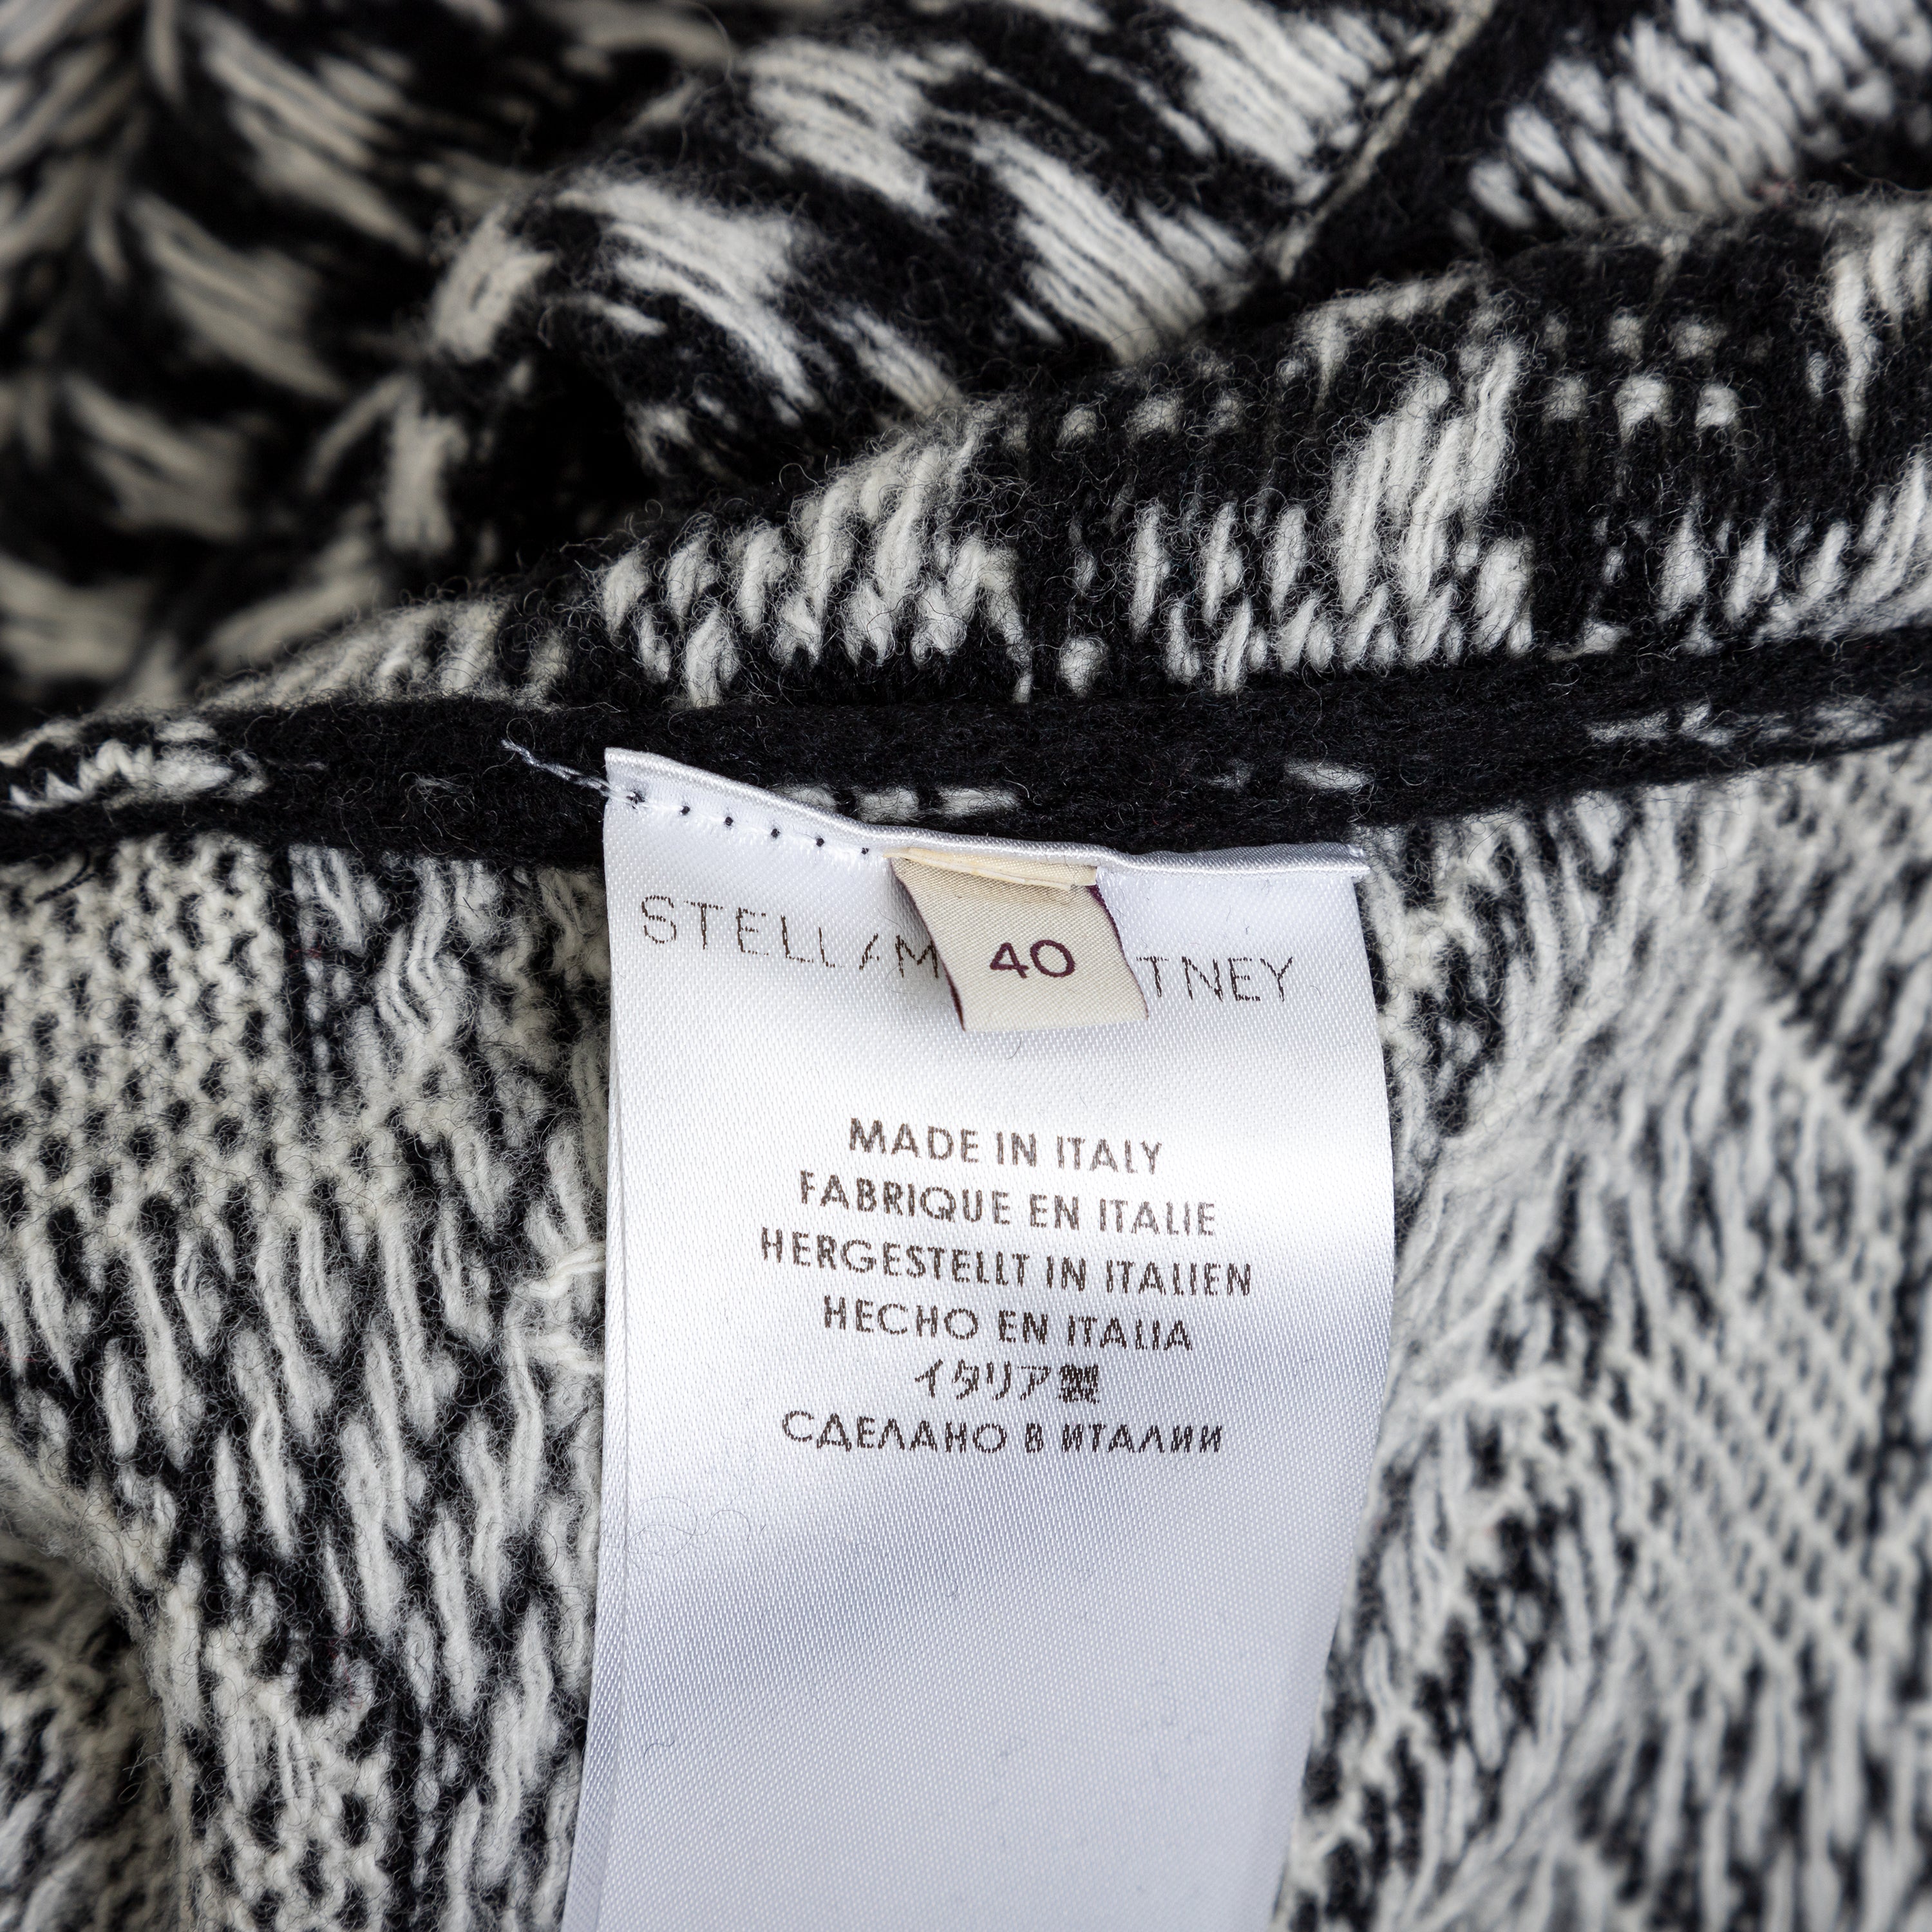 STELLA M TNEY
40
MADE IN ITALY
FABRIQUE EN ITALIE
HERGESTELLT IN ITALIEN
HECHO EN ITALIA
イタリア製
СДЕЛАНО В ИТАЛИИ